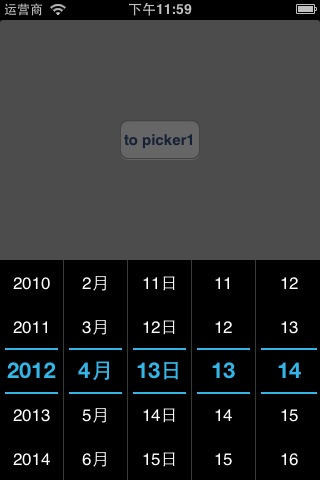 运营商 下午11:59
to picker1
2010 2月 11日 11 12
2011 3月 12日 12 13
2012 4月 13日 13 14
2013 5月 14日 14 15
2014 6月 15日 15 16